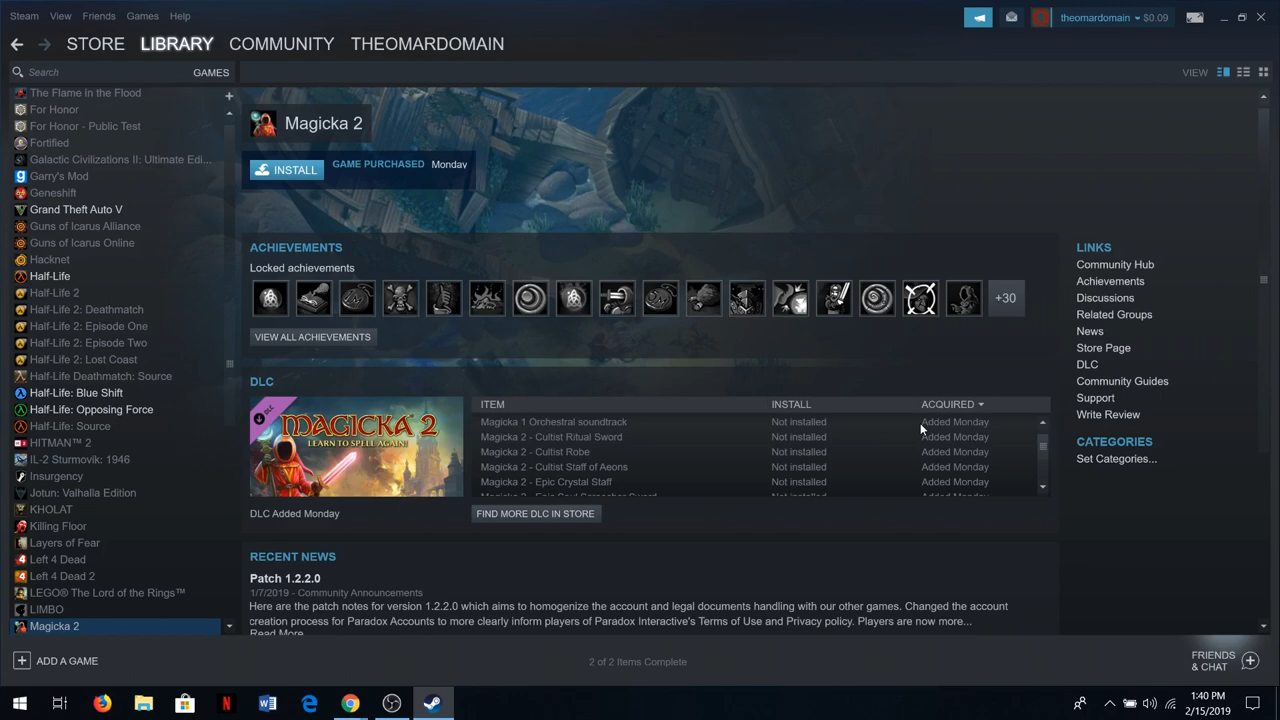 Steam View Friends Games Help
theomardomain $0.09
STORE LIBRARY COMMUNITY THEOMARDOMAIN
Search GAMES VIEW
The Flame in the Flood
For Honor
For Honor - Public Test
Fortified
Galactic Civilizations II: Ultimate Edi...
Garry's Mod
Geneshift
Grand Theft Auto V
Guns of Icarus Alliance
Guns of Icarus Online
Hacknet
Half-Life
Half-Life 2
Half-Life 2: Deathmatch
Half-Life 2: Episode One
Half-Life 2: Episode Two
Half-Life 2: Lost Coast
Half-Life Deathmatch: Source
Half-Life: Blue Shift
Half-Life: Opposing Force
Half-Life: Source
HITMAN™ 2
IL-2 Sturmovik: 1946
Insurgency
Jotun: Valhalla Edition
KHOLAT
Killing Floor
Layers of Fear
Left 4 Dead
Left 4 Dead 2
LEGO® The Lord of the Rings™
LIMBO
Magicka 2
Magicka 2
INSTALL GAME PURCHASED Monday
ACHIEVEMENTS
Locked achievements
+30
VIEW ALL ACHIEVEMENTS
DLC
DLC
MAGICKA 2
LEARN TO SPELL AGAIN!
DLC Added Monday
ITEM INSTALL ACQUIRED
Magicka 1 Orchestral soundtrack Not installed Added Monday
Magicka 2 - Cultist Ritual Sword Not installed Added Monday
Magicka 2 - Cultist Robe Not installed Added Monday
Magicka 2 - Cultist Staff of Aeons Not installed Added Monday
Magicka 2 - Epic Crystal Staff Not installed Added Monday
FIND MORE DLC IN STORE
RECENT NEWS
Patch 1.2.2.0
1/7/2019 - Community Announcements
Here are the patch notes for version 1.2.2.0 which aims to homogenize the account and legal documents handling with our other games. Changed the account
creation process for Paradox Accounts to more clearly inform players of Paradox Interactive's Terms of Use and Privacy policy. Players are now more...
Read More
LINKS
Community Hub
Achievements
Discussions
Related Groups
News
Store Page
DLC
Community Guides
Support
Write Review
CATEGORIES
Set Categories...
ADD A GAME
2 of 2 Items Complete
FRIENDS
& CHAT
1:40 PM
2/15/2019